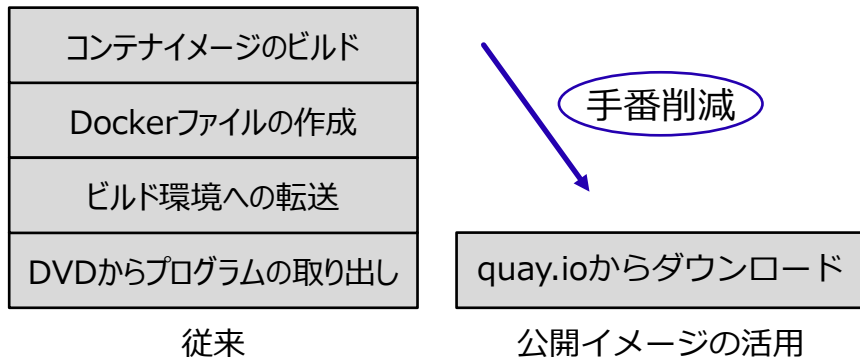 コンテナイメージのビルド
Dockerファイルの作成
ビルド環境への転送
DVDからプログラムの取り出し
従来
手番削減
quay.ioからダウンロード
公開イメージの活用